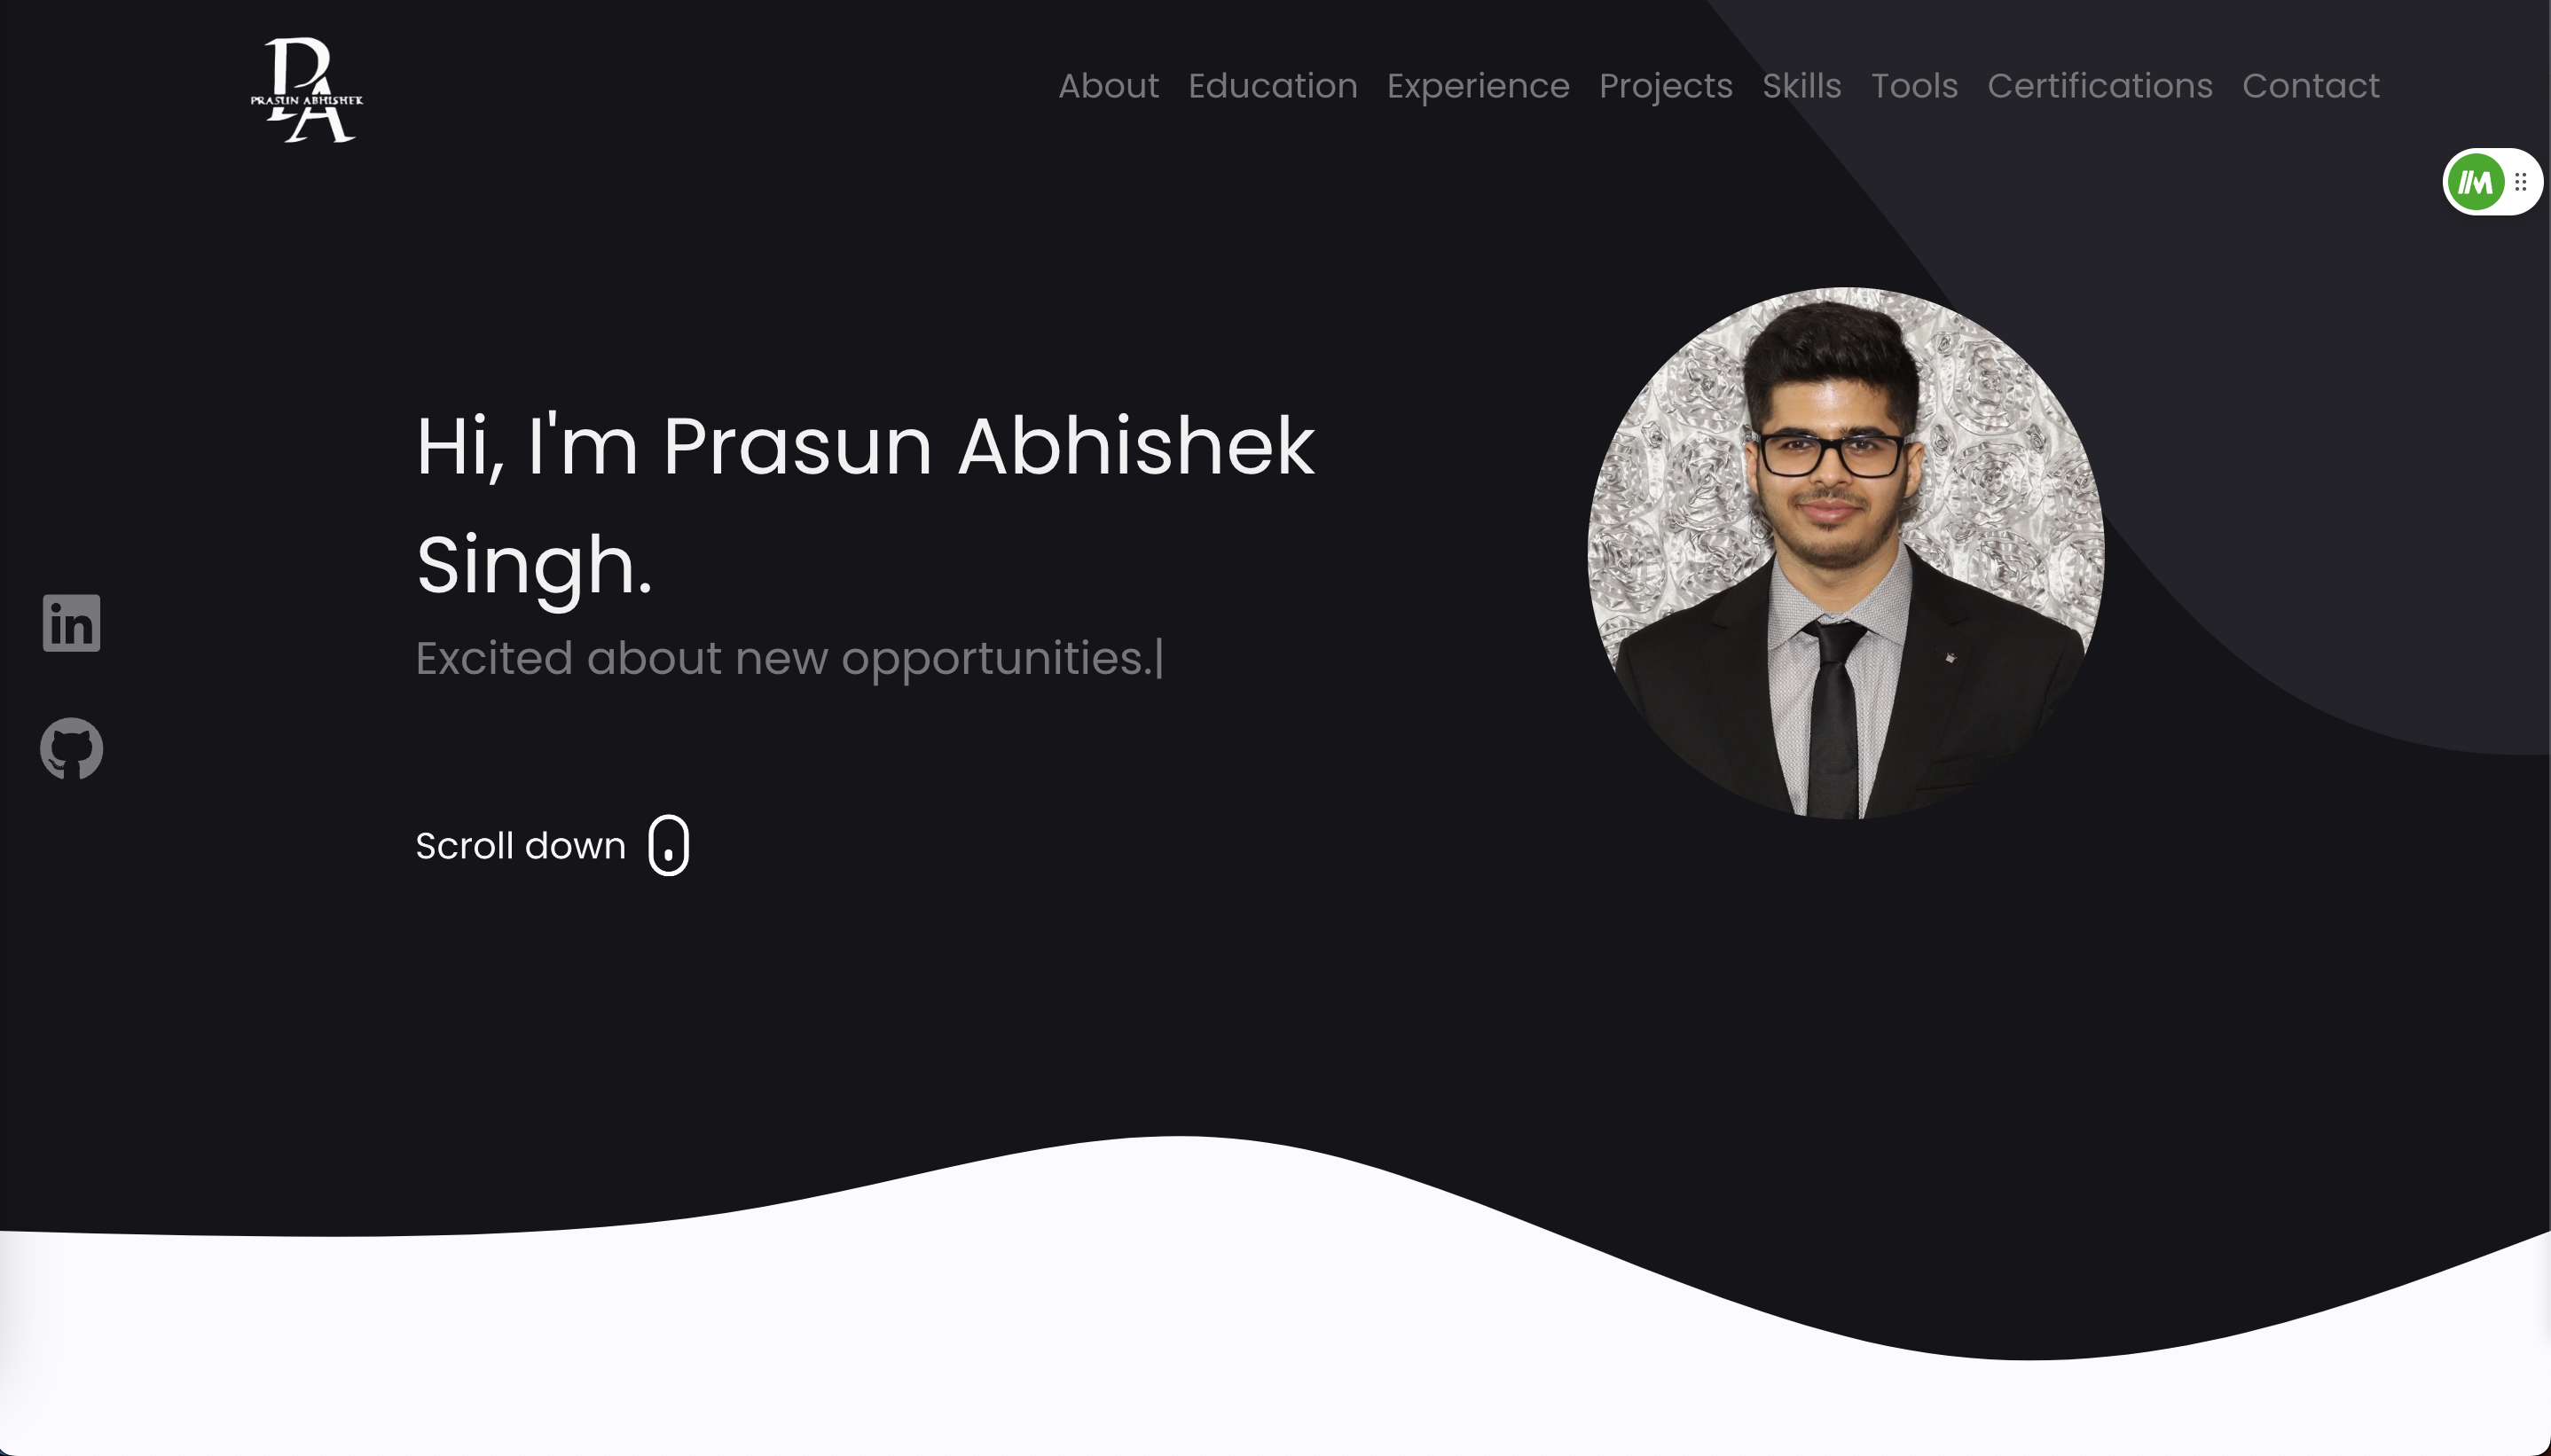 PRASUN ABHISHEK
About Education Experience Projects Skills Tools Certifications Contact
Hi, I'm Prasun Abhishek
Singh.
Excited about new opportunities.|
Scroll down